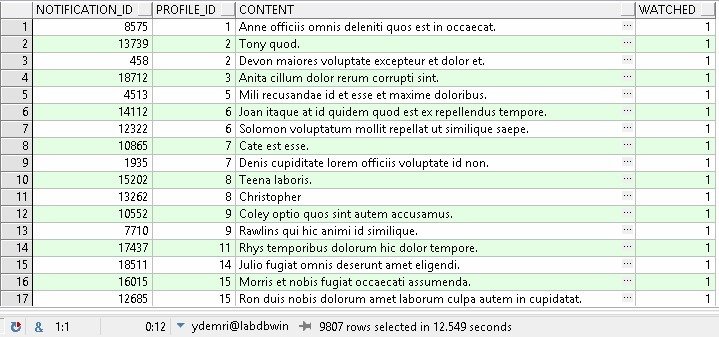 NOTIFICATION_ID PROFILE_ID CONTENT WATCHED
1 8575 1 Anne officiis omnis deleniti quos est in occaecat. ... 1
2 13739 2 Tony quod. ... 1
3 458 2 Devon maiores voluptate excepteur et dolor et. ... 1
4 18712 3 Anita cillum dolor rerum corrupti sint. ... 1
5 4513 5 Mili recusandae id et esse et maxime doloribus. ... 1
6 14112 6 Joan itaque at id quidem quod est ex repellendus tempore. ... 1
7 12322 6 Solomon voluptatum mollit repellat ut similique saepe. ... 1
8 10865 7 Cate est esse. ... 1
9 1935 7 Denis cupiditate lorem officiis voluptate id non. ... 1
10 15202 8 Teena laboris. ... 1
11 13262 8 Christopher ... 1
12 10552 9 Coley optio quos sint autem accusamus. ... 1
13 7710 9 Rawlins qui hic animi id similique. ... 1
14 17437 11 Rhys temporibus dolorum hic dolor tempore. ... 1
15 18511 14 Julio fugiat omnis deserunt amet eligendi. ... 1
16 16015 15 Morris et nobis fugiat occaecati assumenda. ... 1
17 12685 15 Ron duis nobis dolorum amet laborum culpa autem in cupidatat. ... 1
& 1:1 0:12 ydemri@labdbwin 9807 rows selected in 12.549 seconds